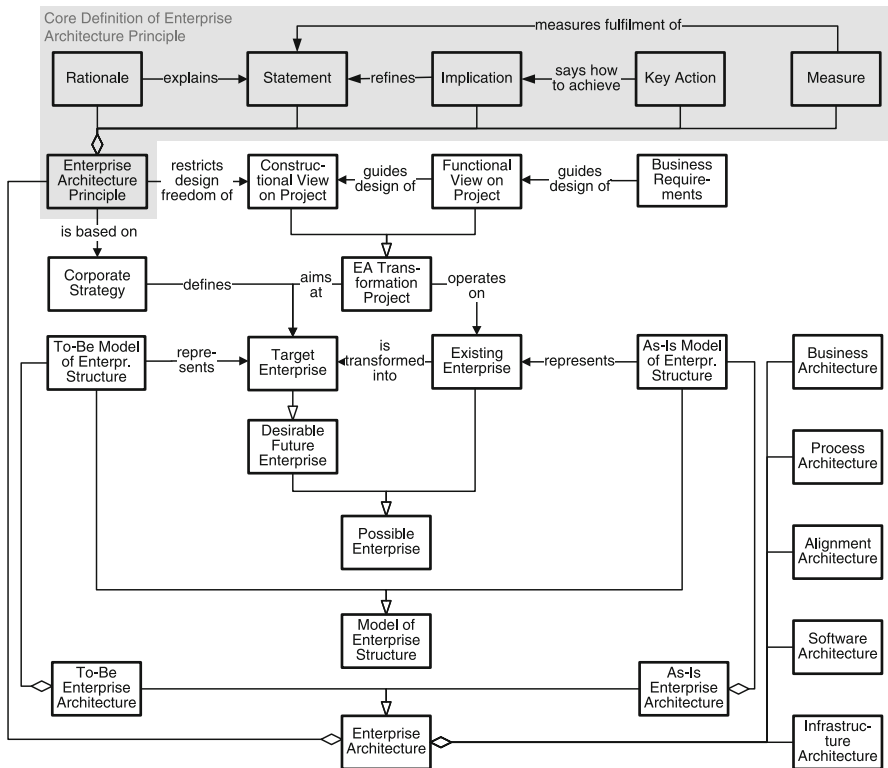 Core Definition of Enterprise
Architecture Principle
measures fulfilment of
Rationale
explains
Statement
refines
Implication
says how
to achieve
Key Action
Measure
Enterprise
Architecture
Principle
restricts
design
freedom of
Constructional
View
on Project
guides
design of
Functional
View on
Project
guides
design of
Business
Require-
ments
is based on
Corporate
Strategy
defines
aims
at
EA Trans-
formation
Project
operates
on
To-Be Model
of Enterpr.
Structure
repre-
sents
Target
Enterprise
is
transformed
into
Existing
Enterprise
represents
As-Is Model
of Enterpr.
Structure
Business
Architecture
Desirable
Future
Enterprise
Process
Architecture
Possible
Enterprise
Alignment
Architecture
Model of
Enterprise
Structure
Software
Architecture
To-Be
Enterprise
Architecture
As-Is
Enterprise
Architecture
Enterprise
Architecture
Infrastruc-
ture
Architecture